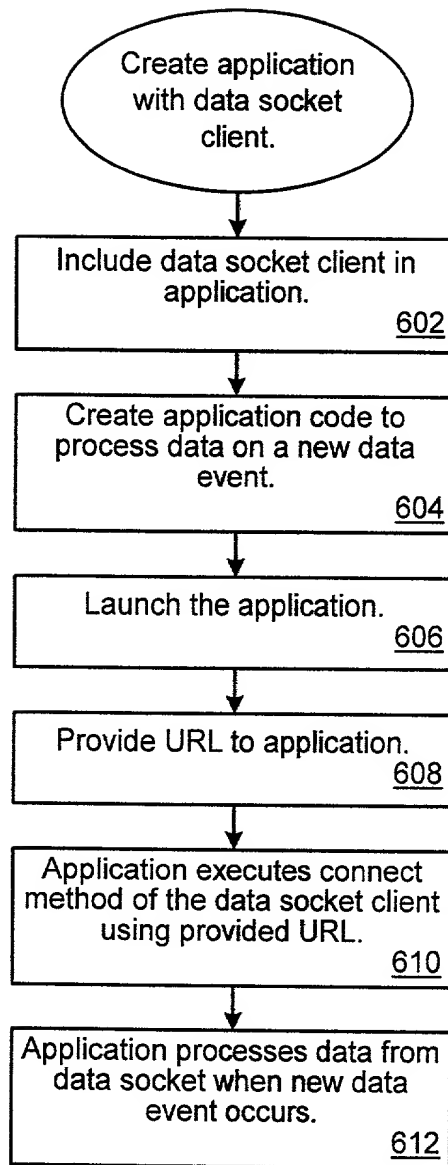 Create application
with data socket
client.
Include data socket client in
application.
602
Create application code to
process data on a new data
event.
604
Launch the application.
606
Provide URL to application.
608
Application executes connect
method of the data socket client
using provided URL.
610
Application processes data from
data socket when new data
event occurs.
612